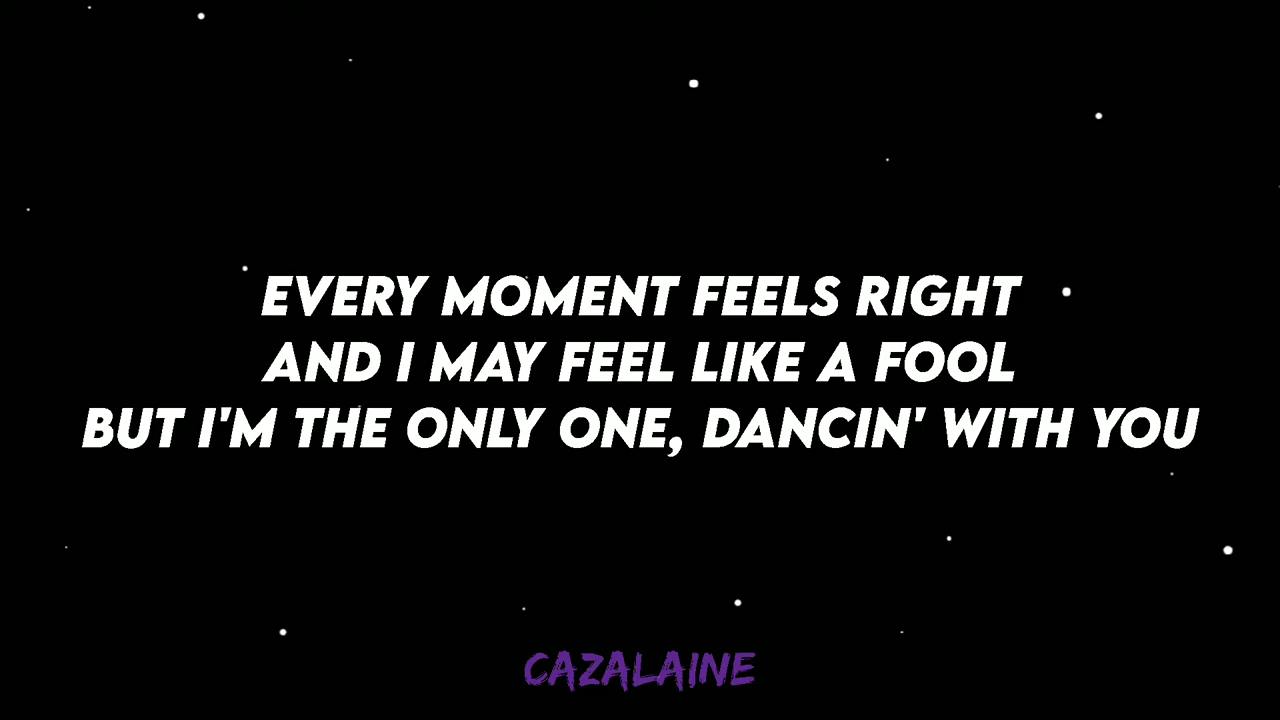 EVERY MOMENT FEELS RIGHT
AND I MAY FEEL LIKE A FOOL
BUT I'M THE ONLY ONE, DANCIN' WITH YOU
CAZALAINE